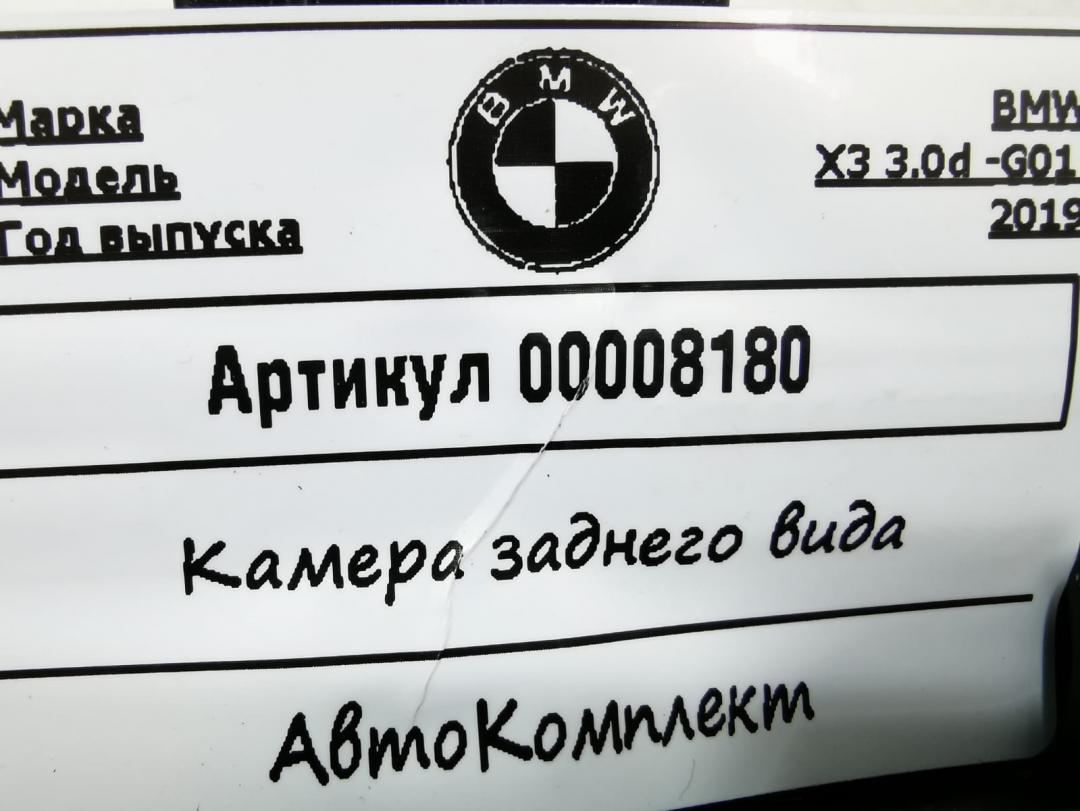 BMW
Марка BMW
Модель X3 3.0d -G01
Год выпуска 2019
Артикул 00008180
Камера заднего вида
АвтоКомплект